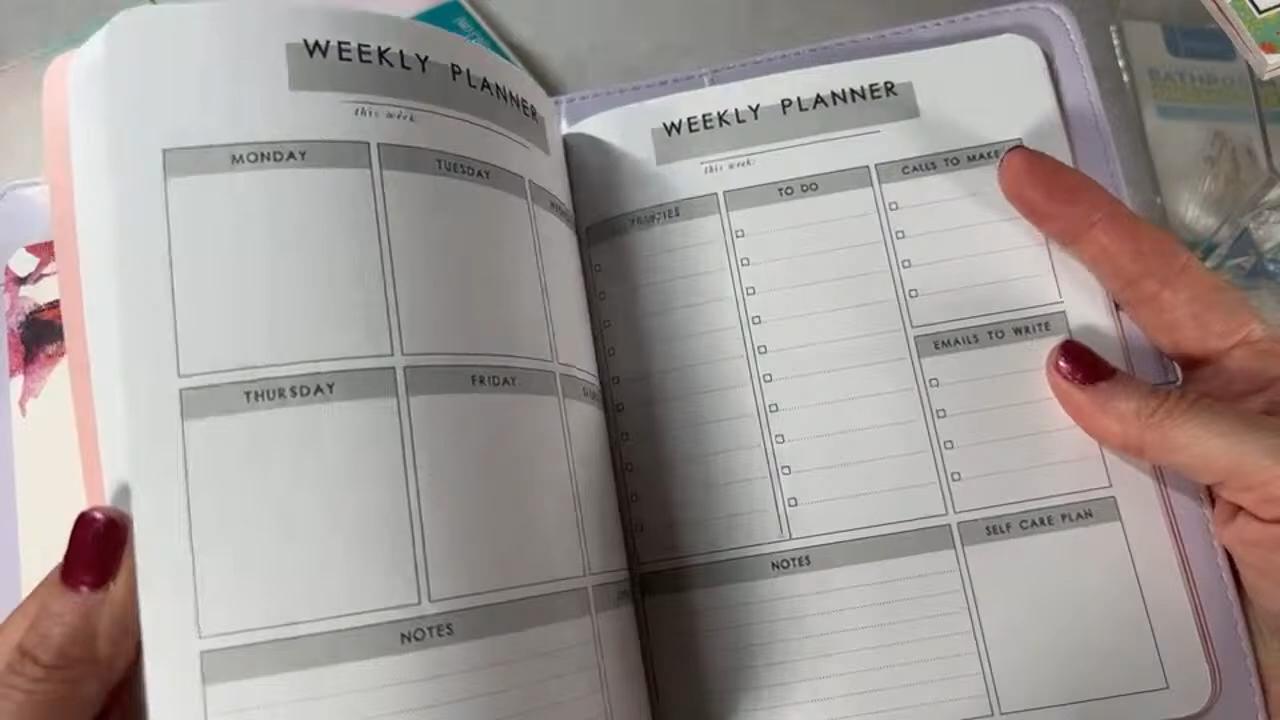 WEEKLY PLANNER
this week:
MONDAY
TUESDAY
THURSDAY
FRIDAY
NOTES
WEEKLY PLANNER
this week:
TO DO
CALLS TO MAKE
EMAILS TO WRITE
NOTES
SELF CARE PLAN